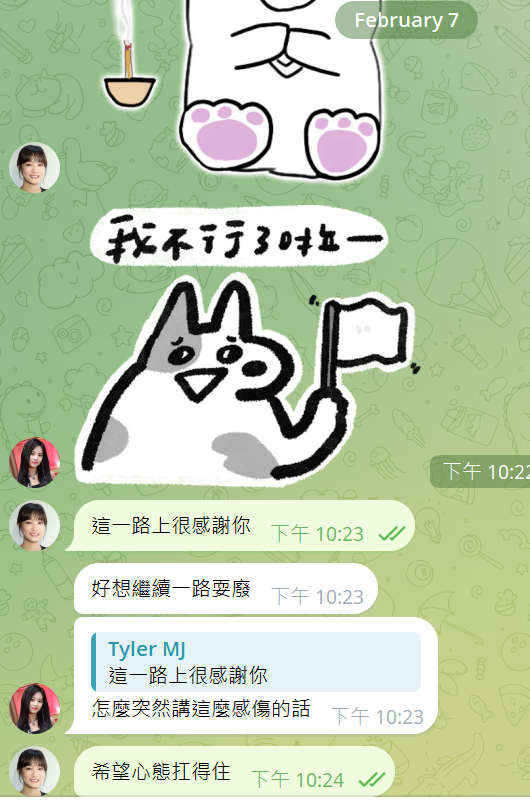 February 7
我不行了啦一
下午 10:22
這一路上很感謝你
下午 10:23
好想繼續一路耍廢
下午 10:23
Tyler MJ
這一路上很感謝你
怎麼突然講這麼感傷的話
下午 10:23
希望心態扛得住
下午 10:24